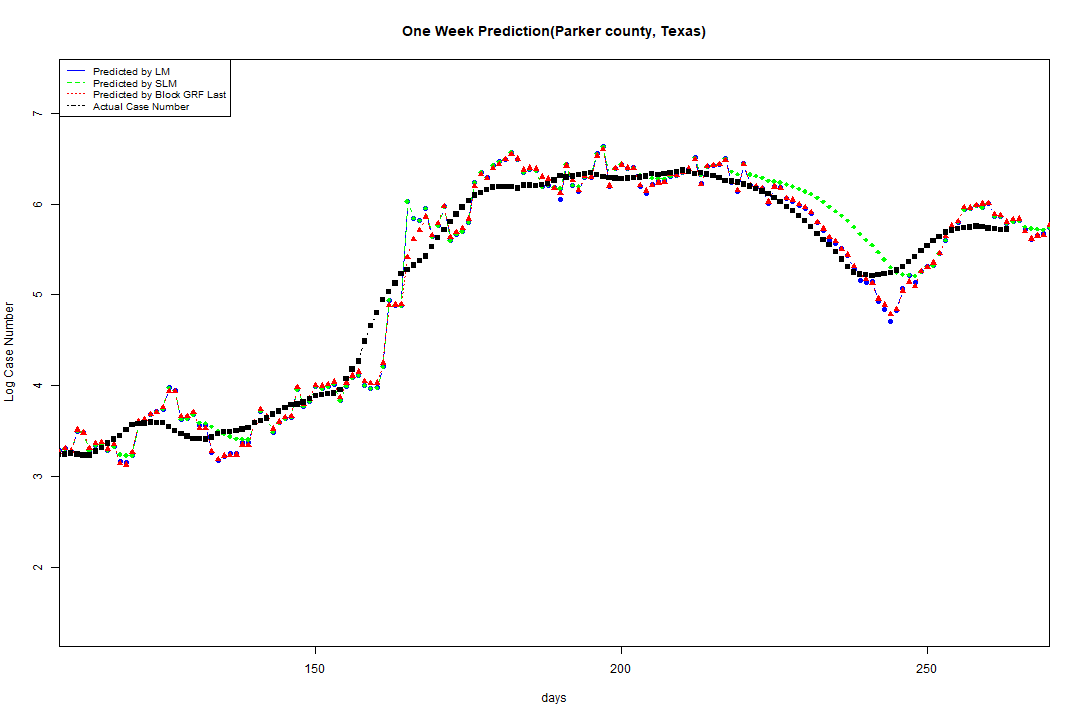 One Week Prediction(Parker county, Texas)
Predicted by LM
Predicted by SLM
Predicted by Block GRF Last
Actual Case Number
7
6
5
4
3
2
Log Case Number
150
200
250
days